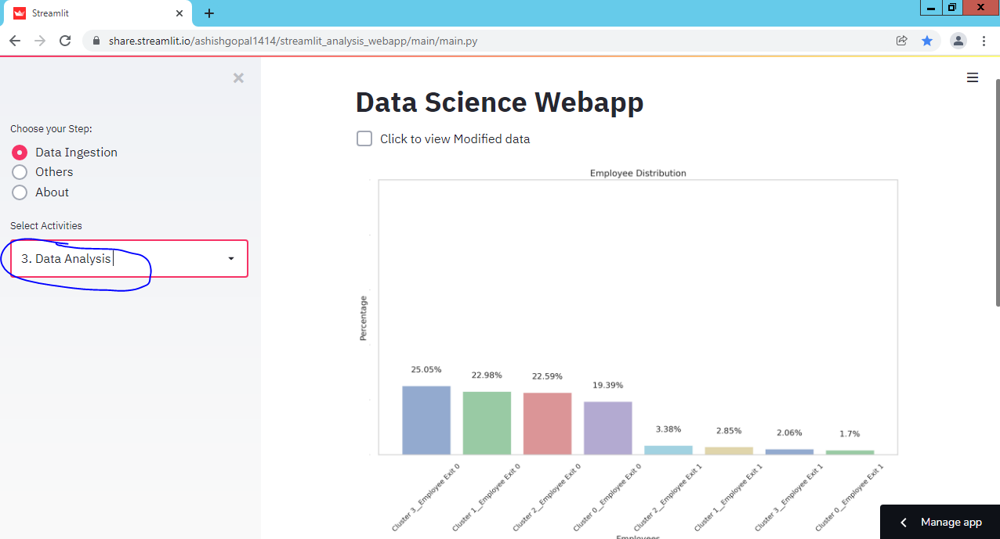 Streamlit
share.streamlit.io/ashishgopal1414/streamlit_analysis_webapp/main/main.py
Choose your Step:
Data Ingestion
Others
About
Select Activities
3. Data Analysis
Data Science Webapp
Click to view Modified data
Employee Distribution
Percentage
25.05%
22.98%
22.59%
19.39%
3.38%
2.85%
2.06%
1.7%
Cluster 3__Employee Exit 0
Cluster 1__Employee Exit 0
Cluster 2__Employee Exit 0
Cluster 0__Employee Exit 0
Cluster 2__Employee Exit 1
Cluster 1__Employee Exit 1
Cluster 3__Employee Exit 1
Cluster 0__Employee Exit 1
Employees
Manage app